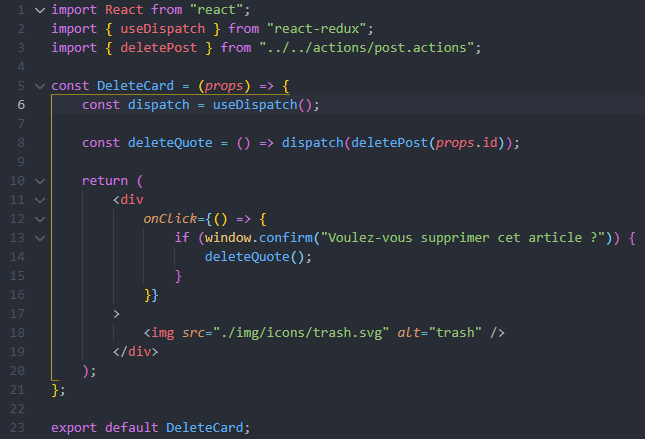 1 import React from "react";
2 import { useDispatch } from "react-redux";
3 import { deletePost } from "../../actions/post.actions";
4
5 const DeleteCard = (props) => {
6     const dispatch = useDispatch();
7
8     const deleteQuote = () => dispatch(deletePost(props.id));
9
10     return (
11         <div
12             onClick={() => {
13                 if (window.confirm("Voulez-vous supprimer cet article ?")) {
14                     deleteQuote();
15                 }
16             }}
17         >
18             <img src="./img/icons/trash.svg" alt="trash" />
19         </div>
20     );
21 };
22
23 export default DeleteCard;